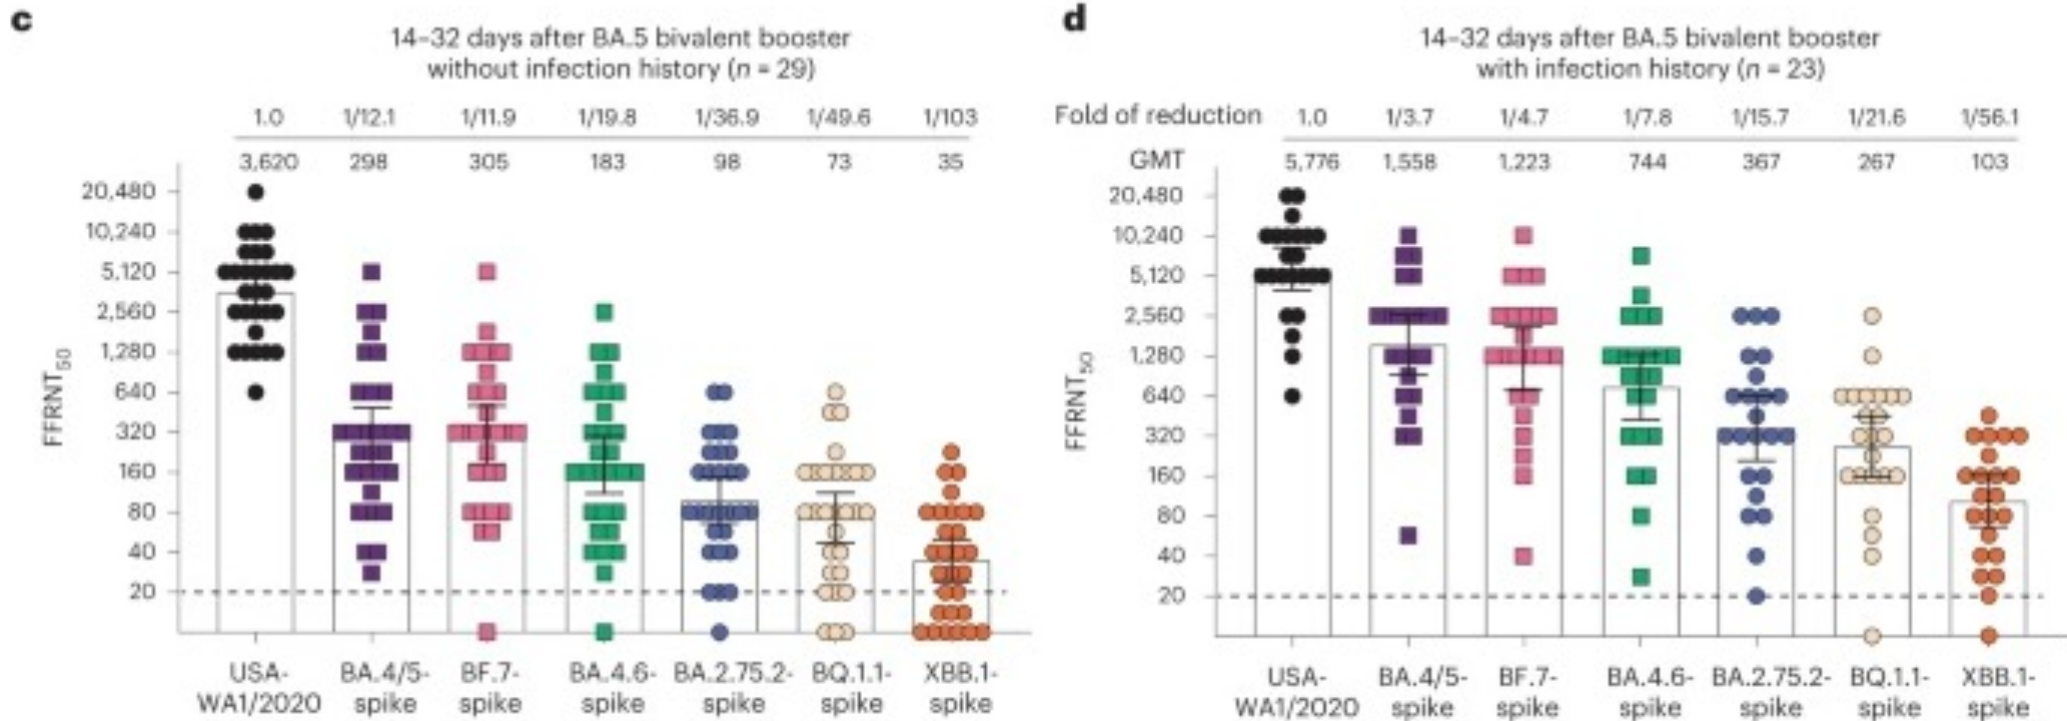 c
14–32 days after BA.5 bivalent booster
without infection history (n = 29)
1.0 1/12.1 1/11.9 1/19.8 1/36.9 1/49.6 1/103
3,620 298 305 183 98 73 35
20,480
10,240
5,120
2,560
1,280
640
320
160
80
40
20
FFRNT50
USA-WA1/2020
BA.4/5-spike
BF.7-spike
BA.4.6-spike
BA.2.75.2-spike
BQ.1.1-spike
XBB.1-spike
d
14–32 days after BA.5 bivalent booster
with infection history (n = 23)
Fold of reduction 1.0 1/3.7 1/4.7 1/7.8 1/15.7 1/21.6 1/56.1
GMT 5,776 1,558 1,223 744 367 267 103
20,480
10,240
5,120
2,560
1,280
640
320
160
80
40
20
FFRNT50
USA-WA1/2020
BA.4/5-spike
BF.7-spike
BA.4.6-spike
BA.2.75.2-spike
BQ.1.1-spike
XBB.1-spike